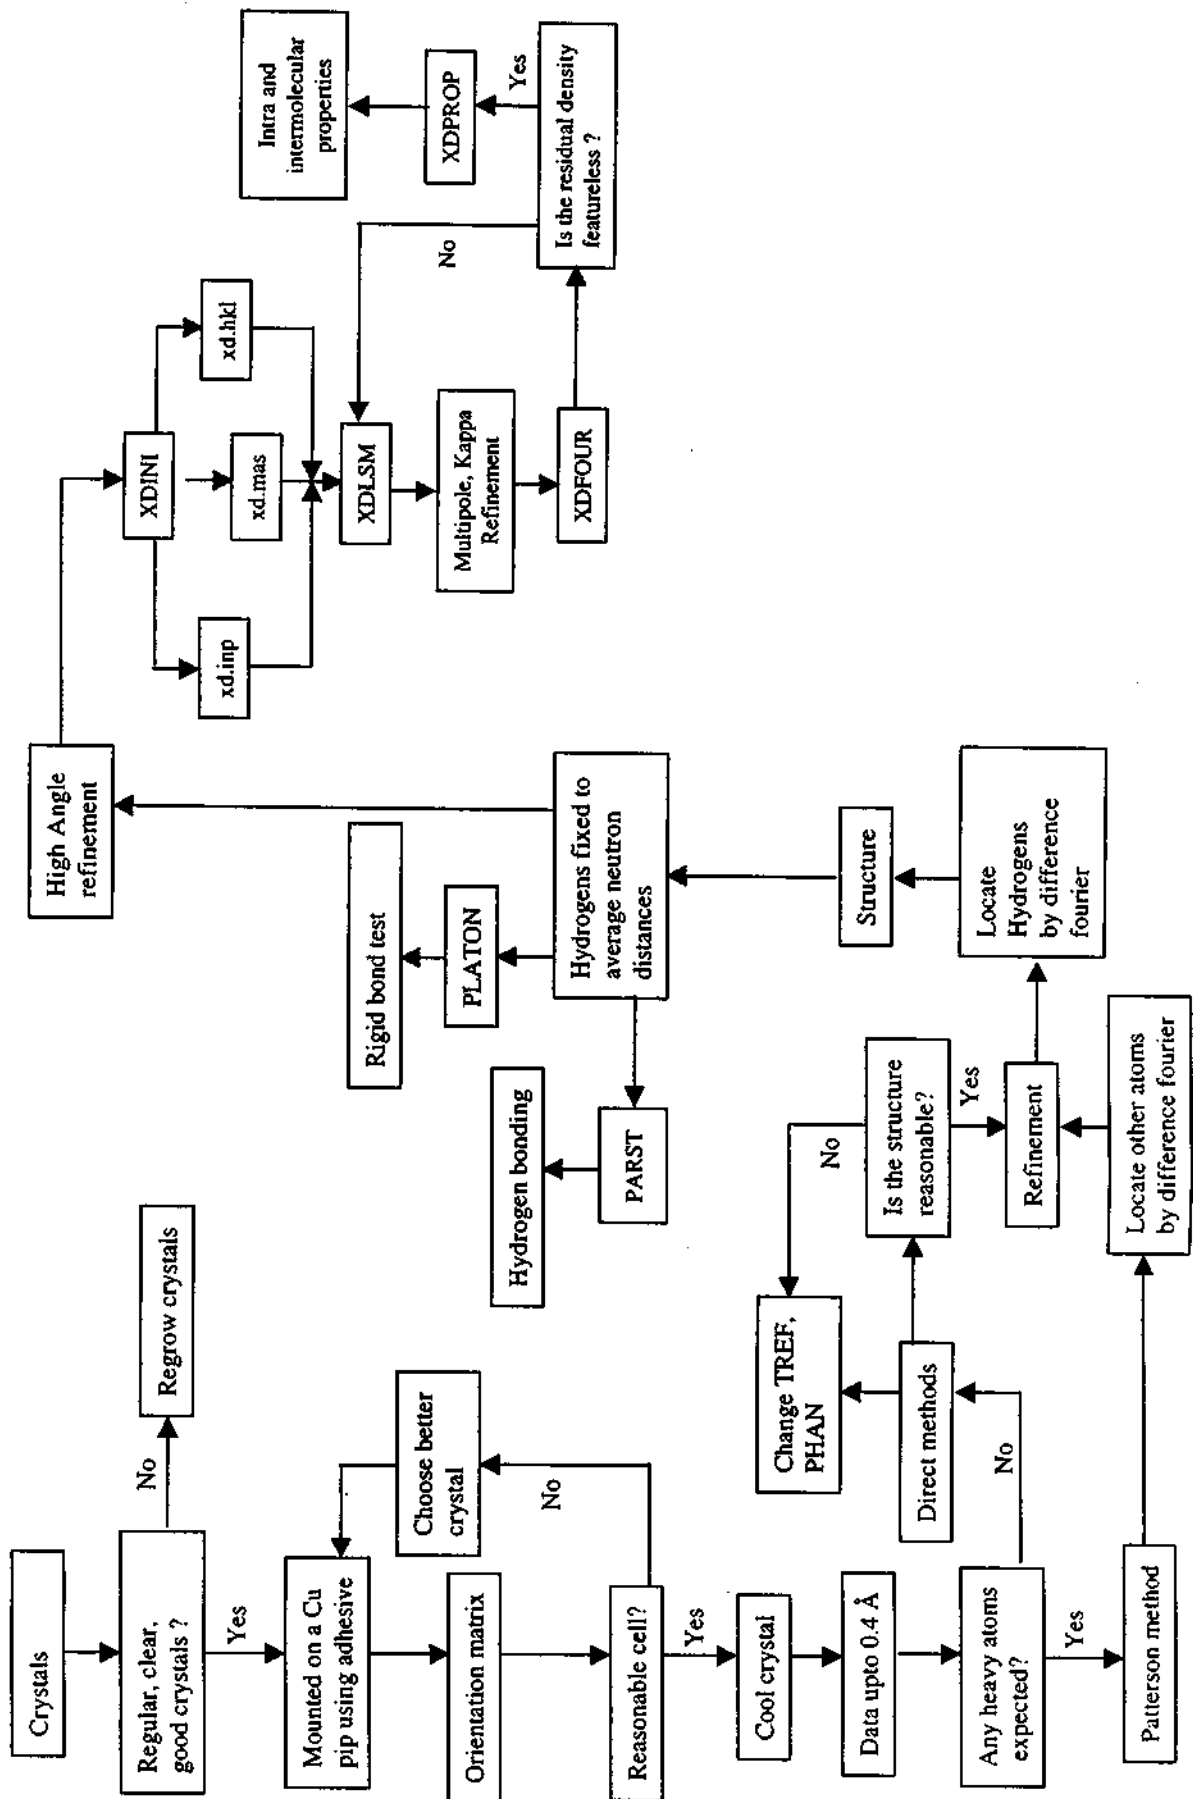 Crystals
Regular, clear,
good crystals ?
No
Regrow crystals
Yes
Mounted on a Cu
pip using adhesive
Choose better
crystal
Orientation matrix
Reasonable cell?
No
Yes
Cool crystal
Data upto 0.4 Å
Any heavy atoms
expected?
No
Yes
Patterson method
Direct methods
Change TREF,
PHAN
No
Is the structure
reasonable?
Yes
Refinement
Locate other atoms
by difference fourier
Locate
Hydrogens
by difference
fourier
Structure
Hydrogens fixed to
average neutron
distances
PARST
Hydrogen bonding
PLATON
Rigid bond test
High Angle
refinement
XDINI
xd.inp
xd.mas
xd.hkl
XDLSM
Multipole, Kappa
Refinement
XDFOUR
Is the residual density
featureless ?
No
Yes
XDPROP
Intra and
intermolecular
properties